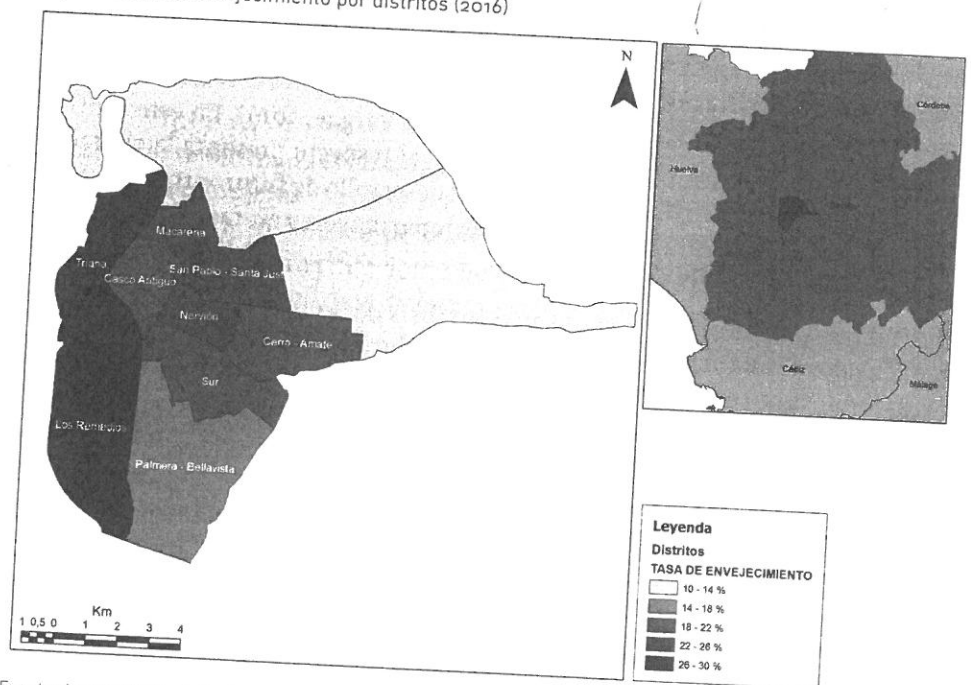 por distritos (2016)
N
Córdoba
Huelva
Macarena
Triana
San Pablo - Santa Jus
Casco Antiguo
Nervión
Cerro - Amate
Sur
Cádiz
Málaga
Los Remedios
Palmera - Bellavista
Leyenda
Distritos
TASA DE ENVEJECIMIENTO
10 - 14 %
14 - 18 %
18 - 22 %
22 - 26 %
26 - 30 %
Km
1 0,5 0 1 2 3 4